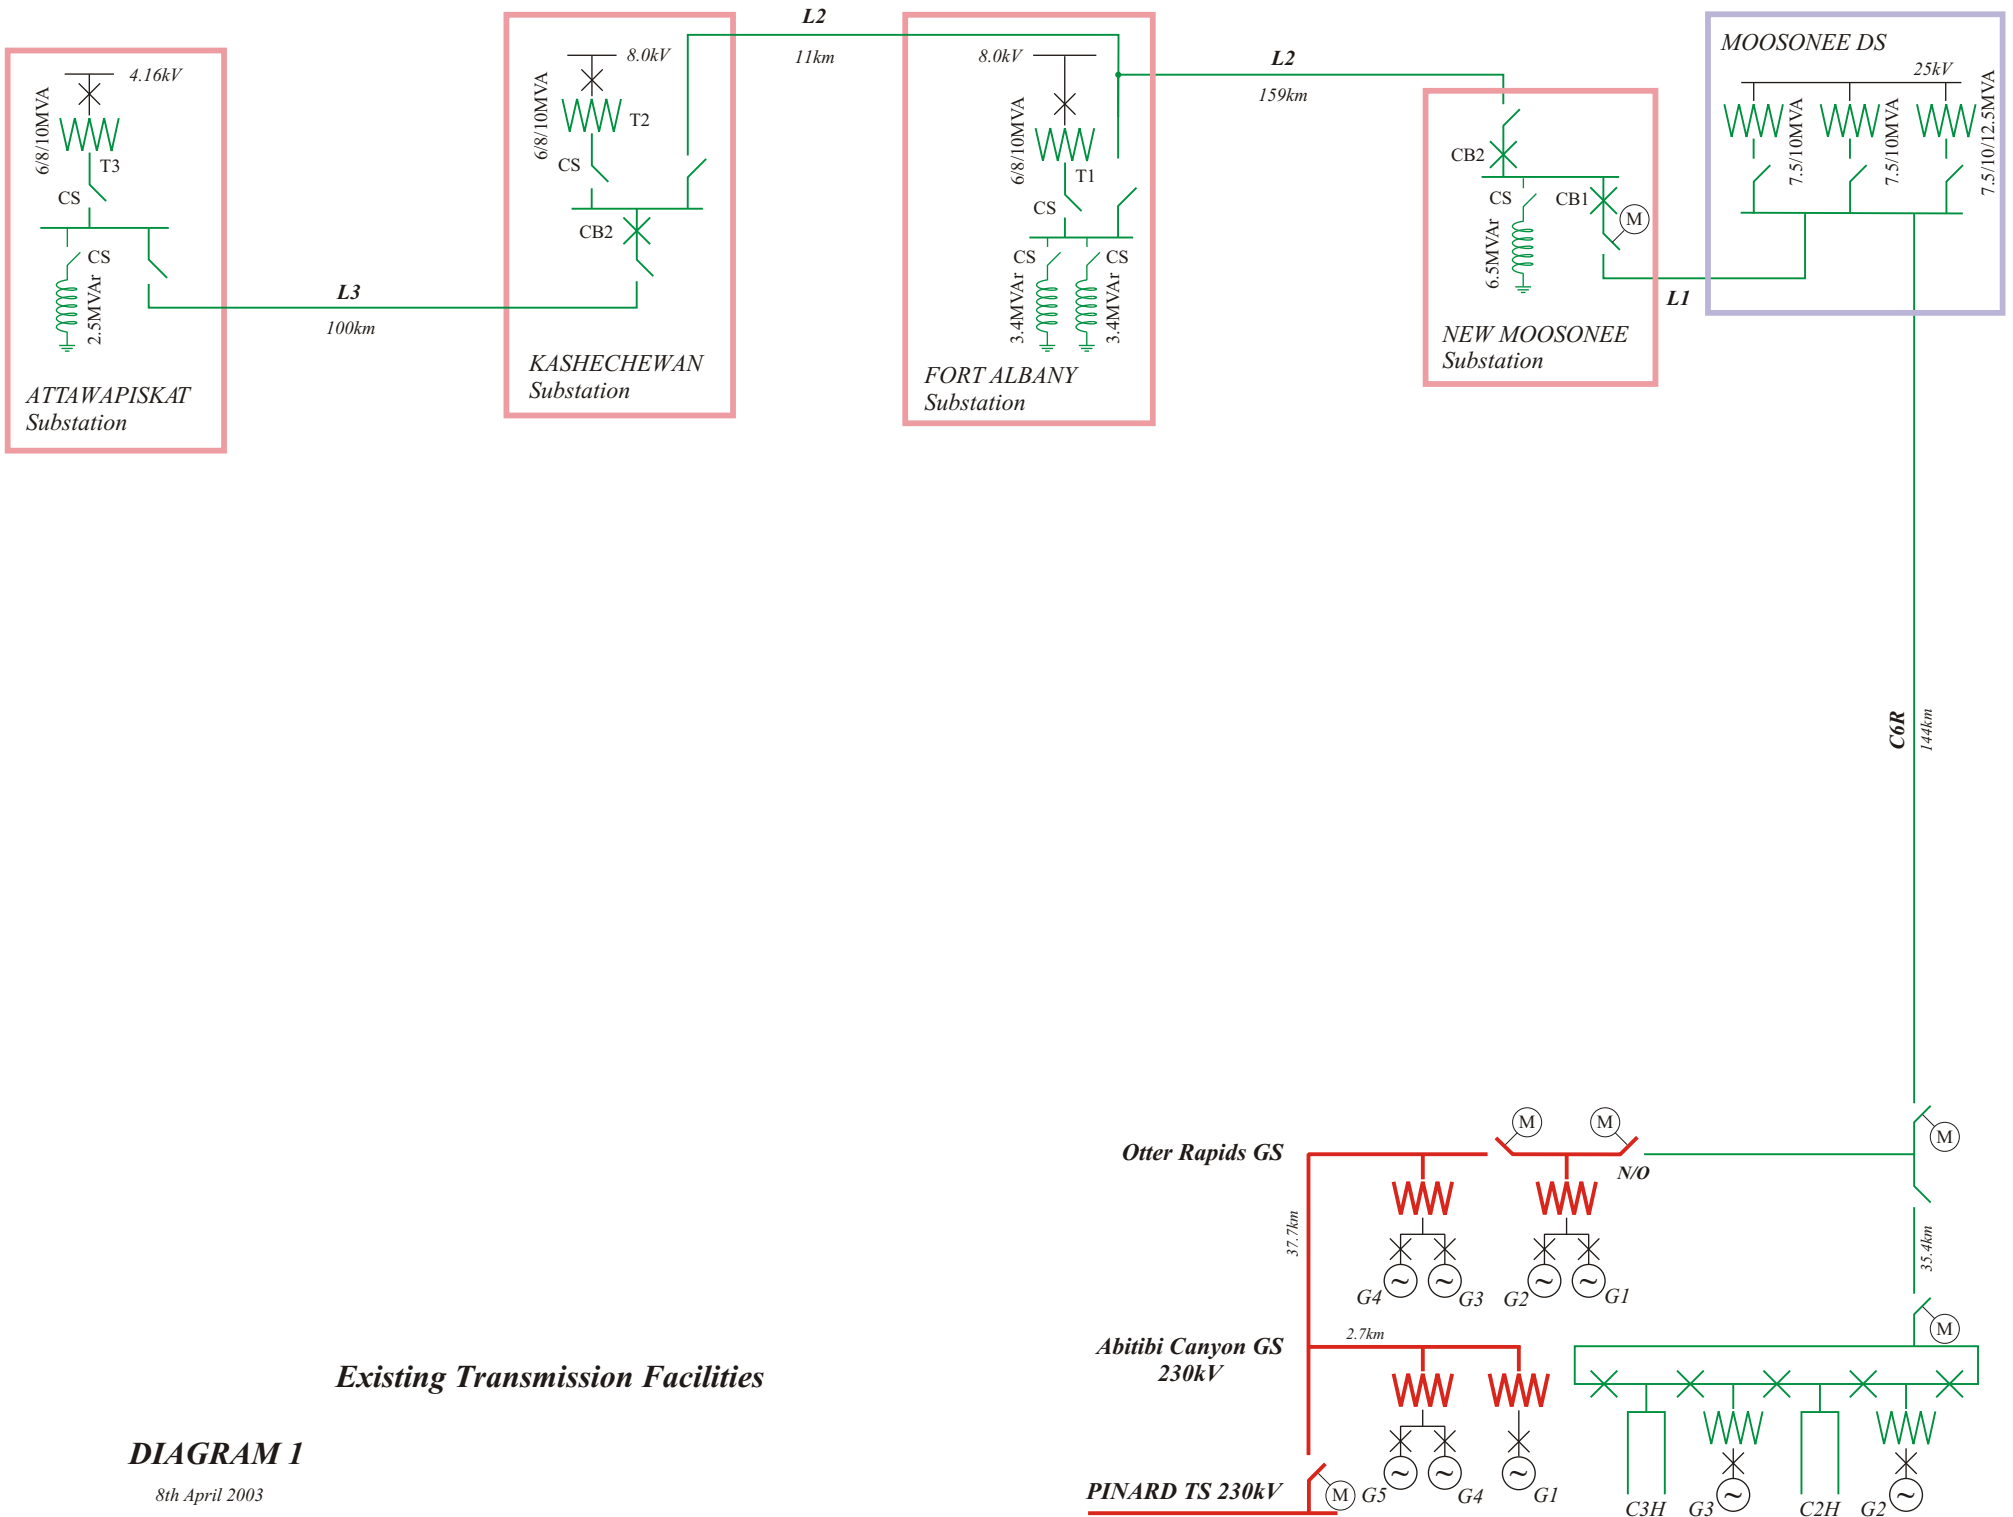 L2
11km
L2
159km
MOOSONEE DS
25kV
7.5/10MVA
7.5/10MVA
7.5/10/12.5MVA
4.16kV
6/8/10MVA
T3
CS
CS
2.5MVAr
ATTAWAPISKAT
Substation
L3
100km
8.0kV
6/8/10MVA
T2
CS
CB2
KASHECHEWAN
Substation
8.0kV
6/8/10MVA
T1
CS
CS
CS
3.4MVAr
3.4MVAr
FORT ALBANY
Substation
CB2
CS
CB1
M
6.5MVAr
NEW MOOSONEE
Substation
L1
C6R
144km
M
M
M
Otter Rapids GS
N/O
37.7km
35.4km
G4
G3
G2
G1
M
2.7km
Abitibi Canyon GS
230kV
Existing Transmission Facilities
DIAGRAM 1
8th April 2003
PINARD TS 230kV
M
G5
G4
G1
C3H
G3
C2H
G2